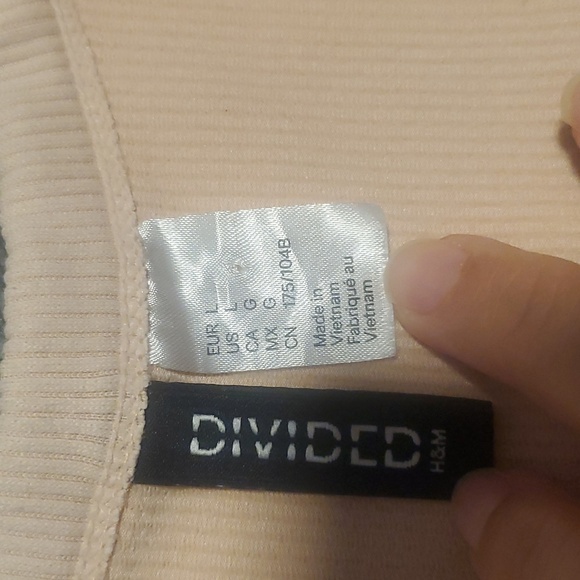 EUR L
US L
CA G
MX G
CN 175/104B
Made in
Vietnam
Fabriqué au
Vietnam
DIVIDED
H&M